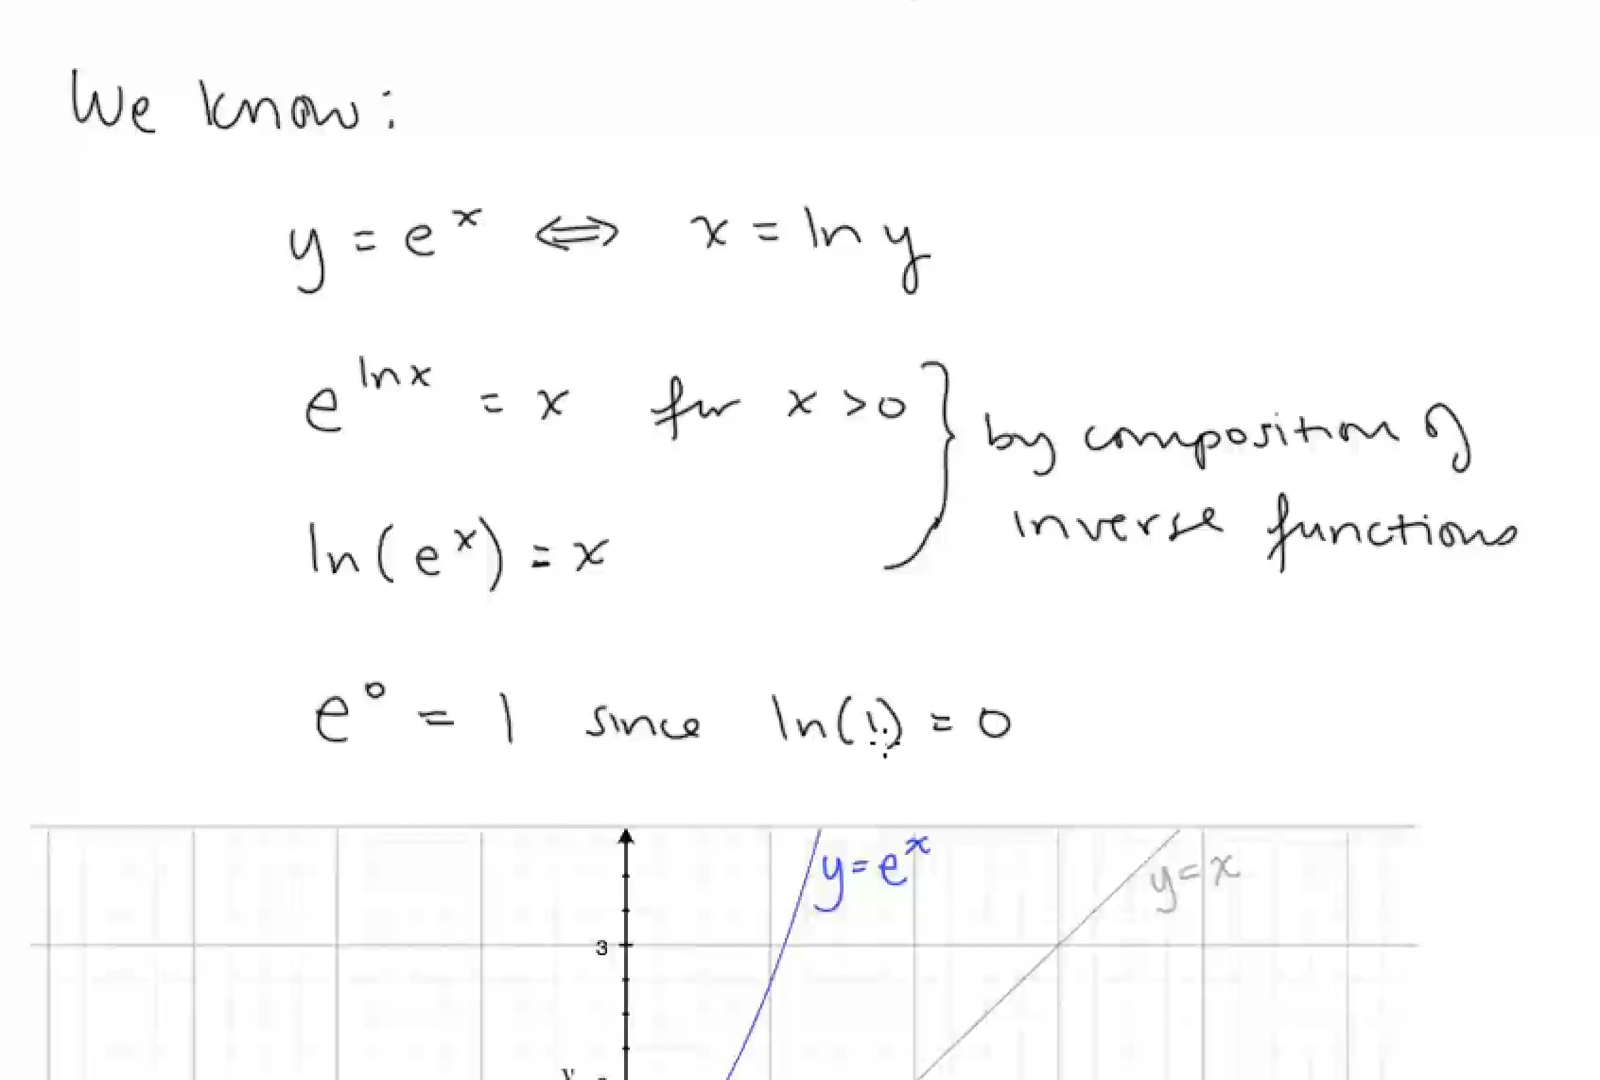 We know:
y = e^x ⟺ x = ln y
e^{ln x} = x for x > 0
by composition of
inverse functions
ln(e^x) = x
e^0 = 1 since ln(1) = 0
y = e^x
y = x
3
y